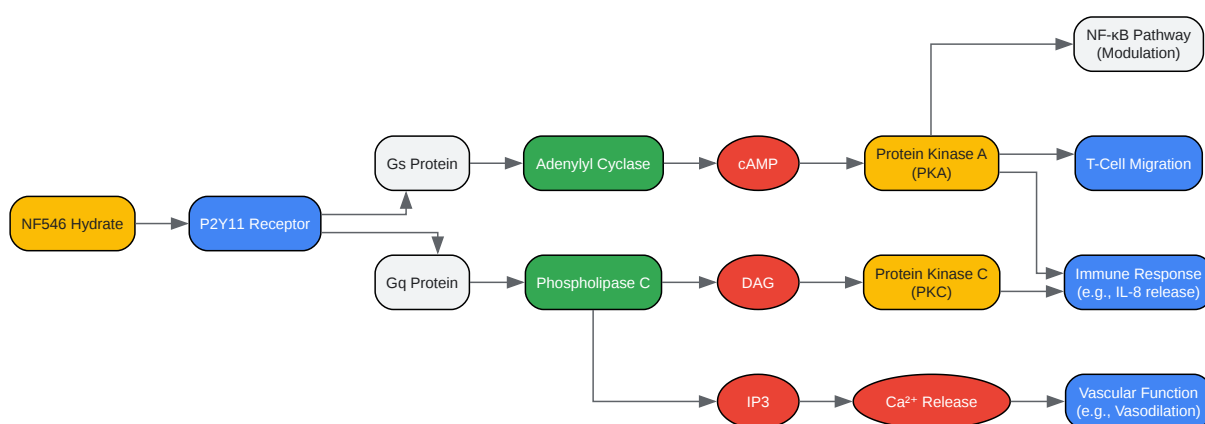 NF-κB Pathway
(Modulation)
Gs Protein
Adenylyl Cyclase
cAMP
Protein Kinase A
(PKA)
T-Cell Migration
NF546 Hydrate
P2Y11 Receptor
Gq Protein
Phospholipase C
DAG
Protein Kinase C
(PKC)
Immune Response
(e.g., IL-8 release)
IP3
Ca²⁺ Release
Vascular Function
(e.g., Vasodilation)